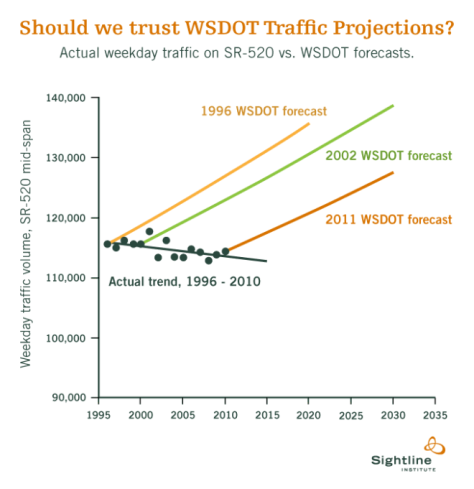 Should we trust WSDOT Traffic Projections?
Actual weekday traffic on SR-520 vs. WSDOT forecasts.
Weekday traffic volume, SR-520 mid-span
140,000
130,000
120,000
110,000
100,000
90,000
1996 WSDOT forecast
2002 WSDOT forecast
2011 WSDOT forecast
Actual trend, 1996 - 2010
1995 2000 2005 2010 2015 2020 2025 2030 2035
Sightline
INSTITUTE